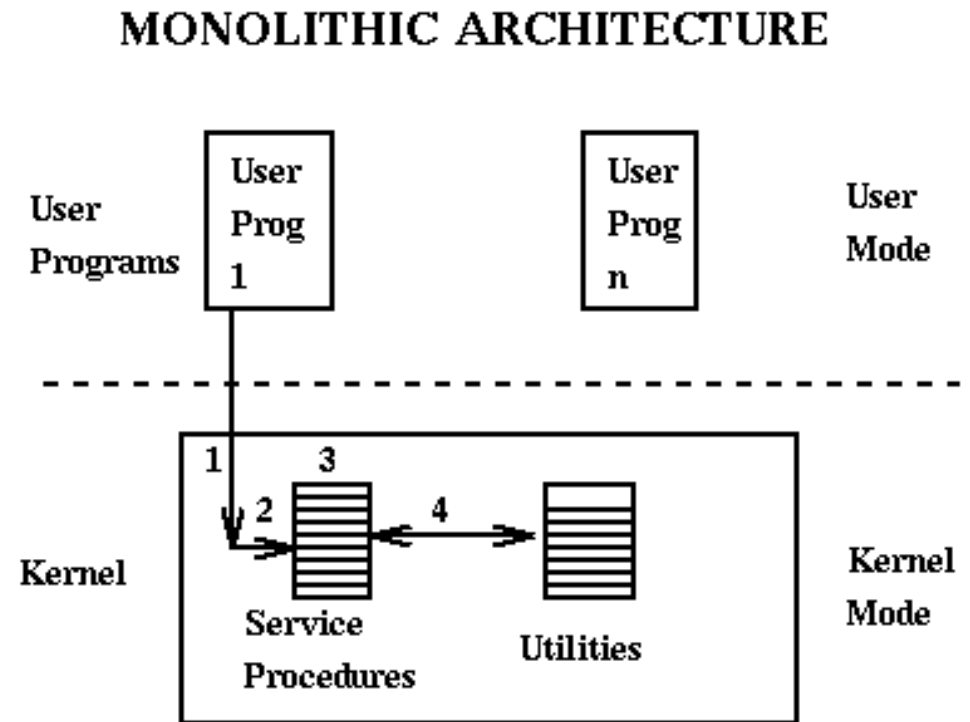 MONOLITHIC ARCHITECTURE
User
Programs
User
Prog
1
User
Prog
n
User
Mode
1
2
3
4
Kernel
Service
Procedures
Utilities
Kernel
Mode